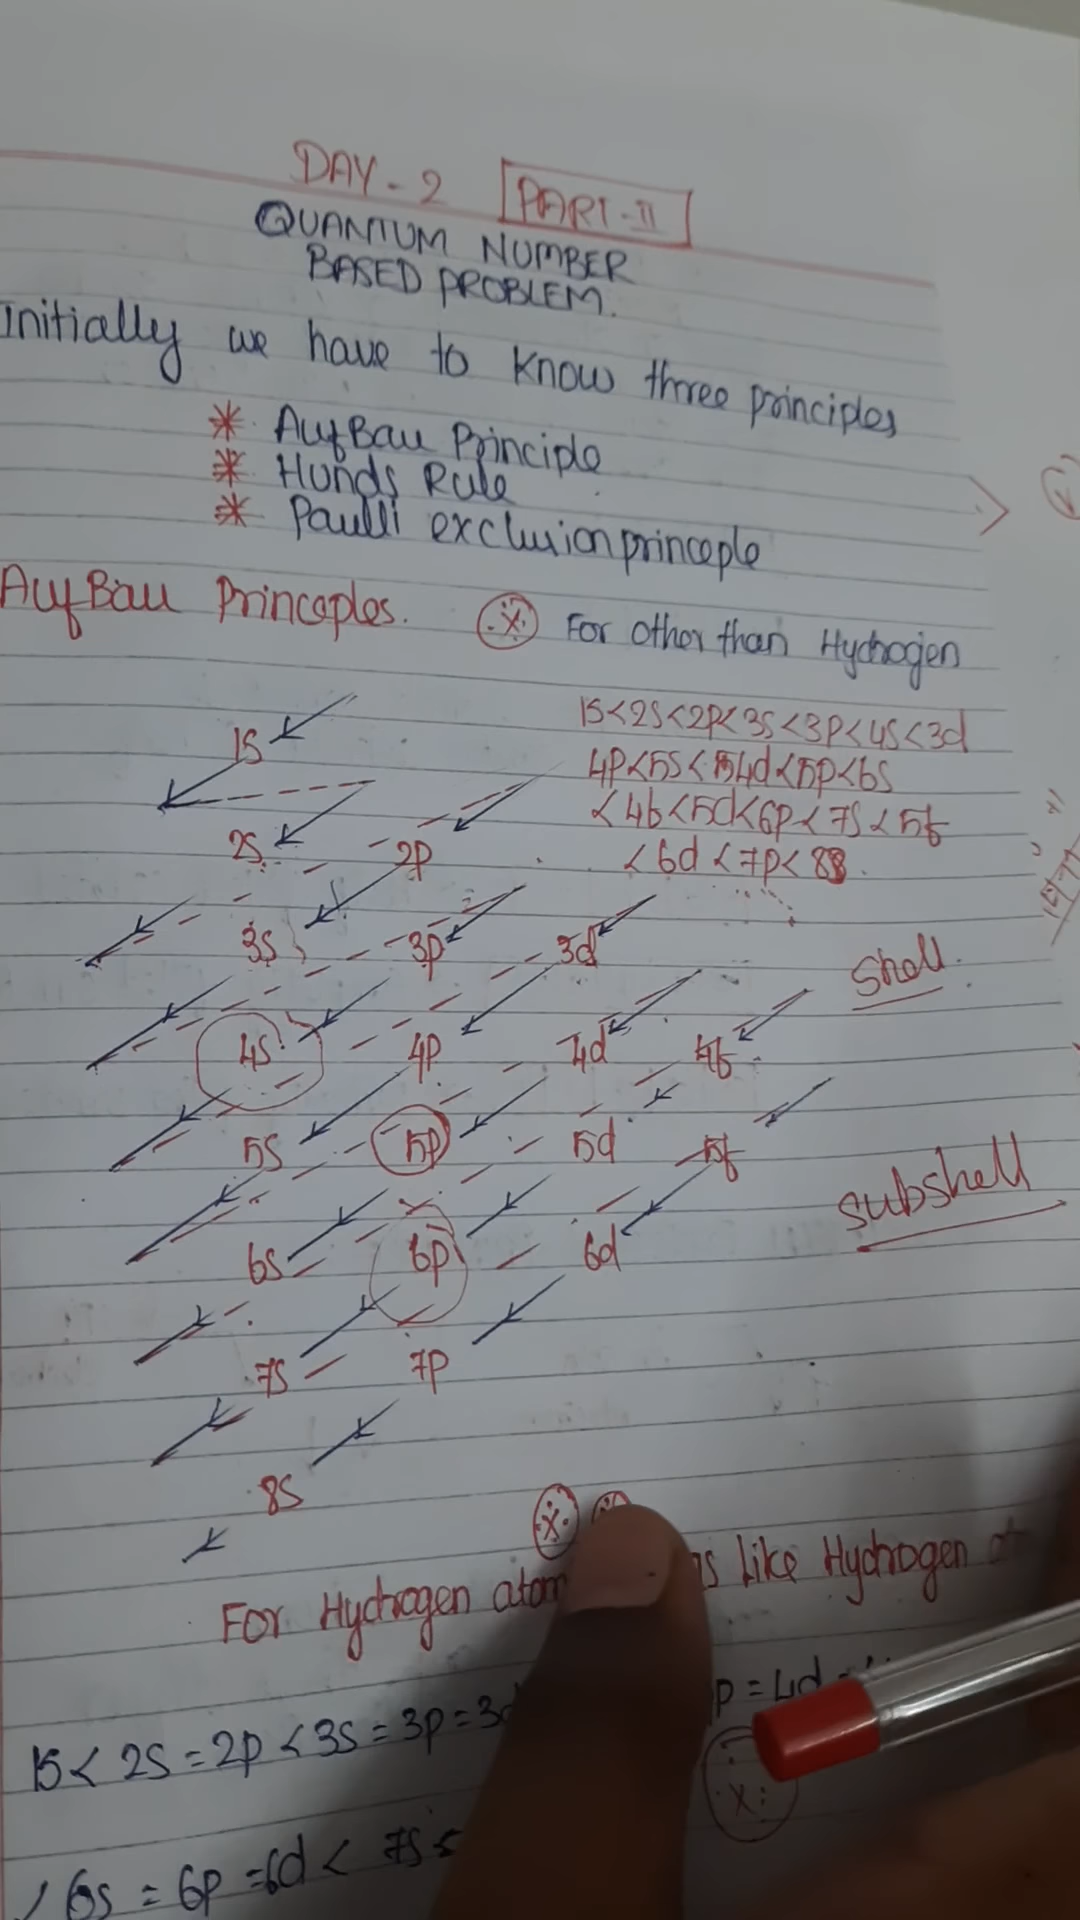 DAY - 2 PART-II
QUANTUM NUMBER
BASED PROBLEM.
Initially we have to know three principles
* AufBau Principle
* Hunds Rule
* Paulli exclusion principle
AufBau Principles. For other than Hydrogen
1S<2S<2P<3S<3P<4S<3d
4P<5S<4d<5P<6S
<4f<5d<6P<7S<5f
<6d<7P<8S.
1S
2S 2P
3S 3P 3d
4S 4P 4d 4f
5S 5P 5d 5f
6S 6P 6d
7S 7P
8S
Shell.
Subshell
For Hydrogen atom like Hydrogen
1S < 2S = 2P < 3S = 3P = 3d P = 4d
6S = 6P = 6d < 7S